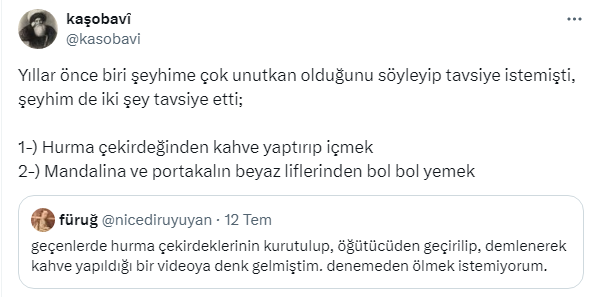 kaşobavî
@kasobavi
Yıllar önce biri şeyhime çok unutkan olduğunu söyleyip tavsiye istemişti,
şeyhim de iki şey tavsiye etti;
1-) Hurma çekirdeğinden kahve yaptırıp içmek
2-) Mandalina ve portakalın beyaz liflerinden bol bol yemek
füruğ @nicediruyuyan · 12 Tem
geçenlerde hurma çekirdeklerinin kurutulup, öğütücüden geçirilip, demlenerek
kahve yapıldığı bir videoya denk gelmiştim. denemeden ölmek istemiyorum.